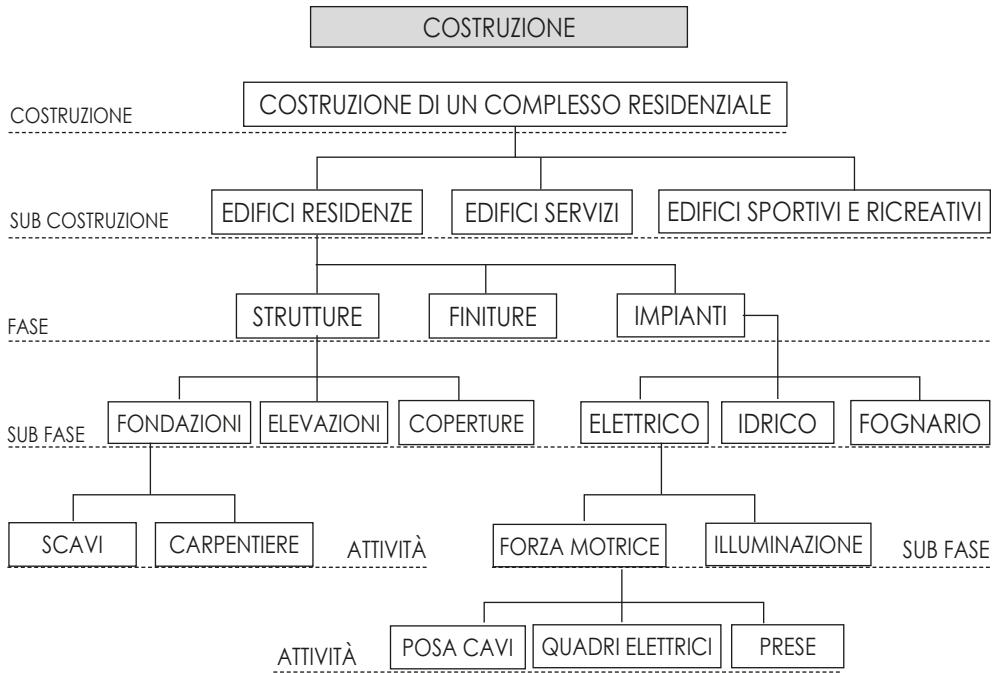 COSTRUZIONE
COSTRUZIONE
COSTRUZIONE DI UN COMPLESSO RESIDENZIALE
SUB COSTRUZIONE
EDIFICI RESIDENZE
EDIFICI SERVIZI
EDIFICI SPORTIVI E RICREATIVI
FASE
STRUTTURE
FINITURE
IMPIANTI
SUB FASE
FONDAZIONI
ELEVAZIONI
COPERTURE
ELETTRICO
IDRICO
FOGNARIO
SCAVI
CARPENTIERE
ATTIVITÀ
FORZA MOTRICE
ILLUMINAZIONE
SUB FASE
ATTIVITÀ
POSA CAVI
QUADRI ELETTRICI
PRESE